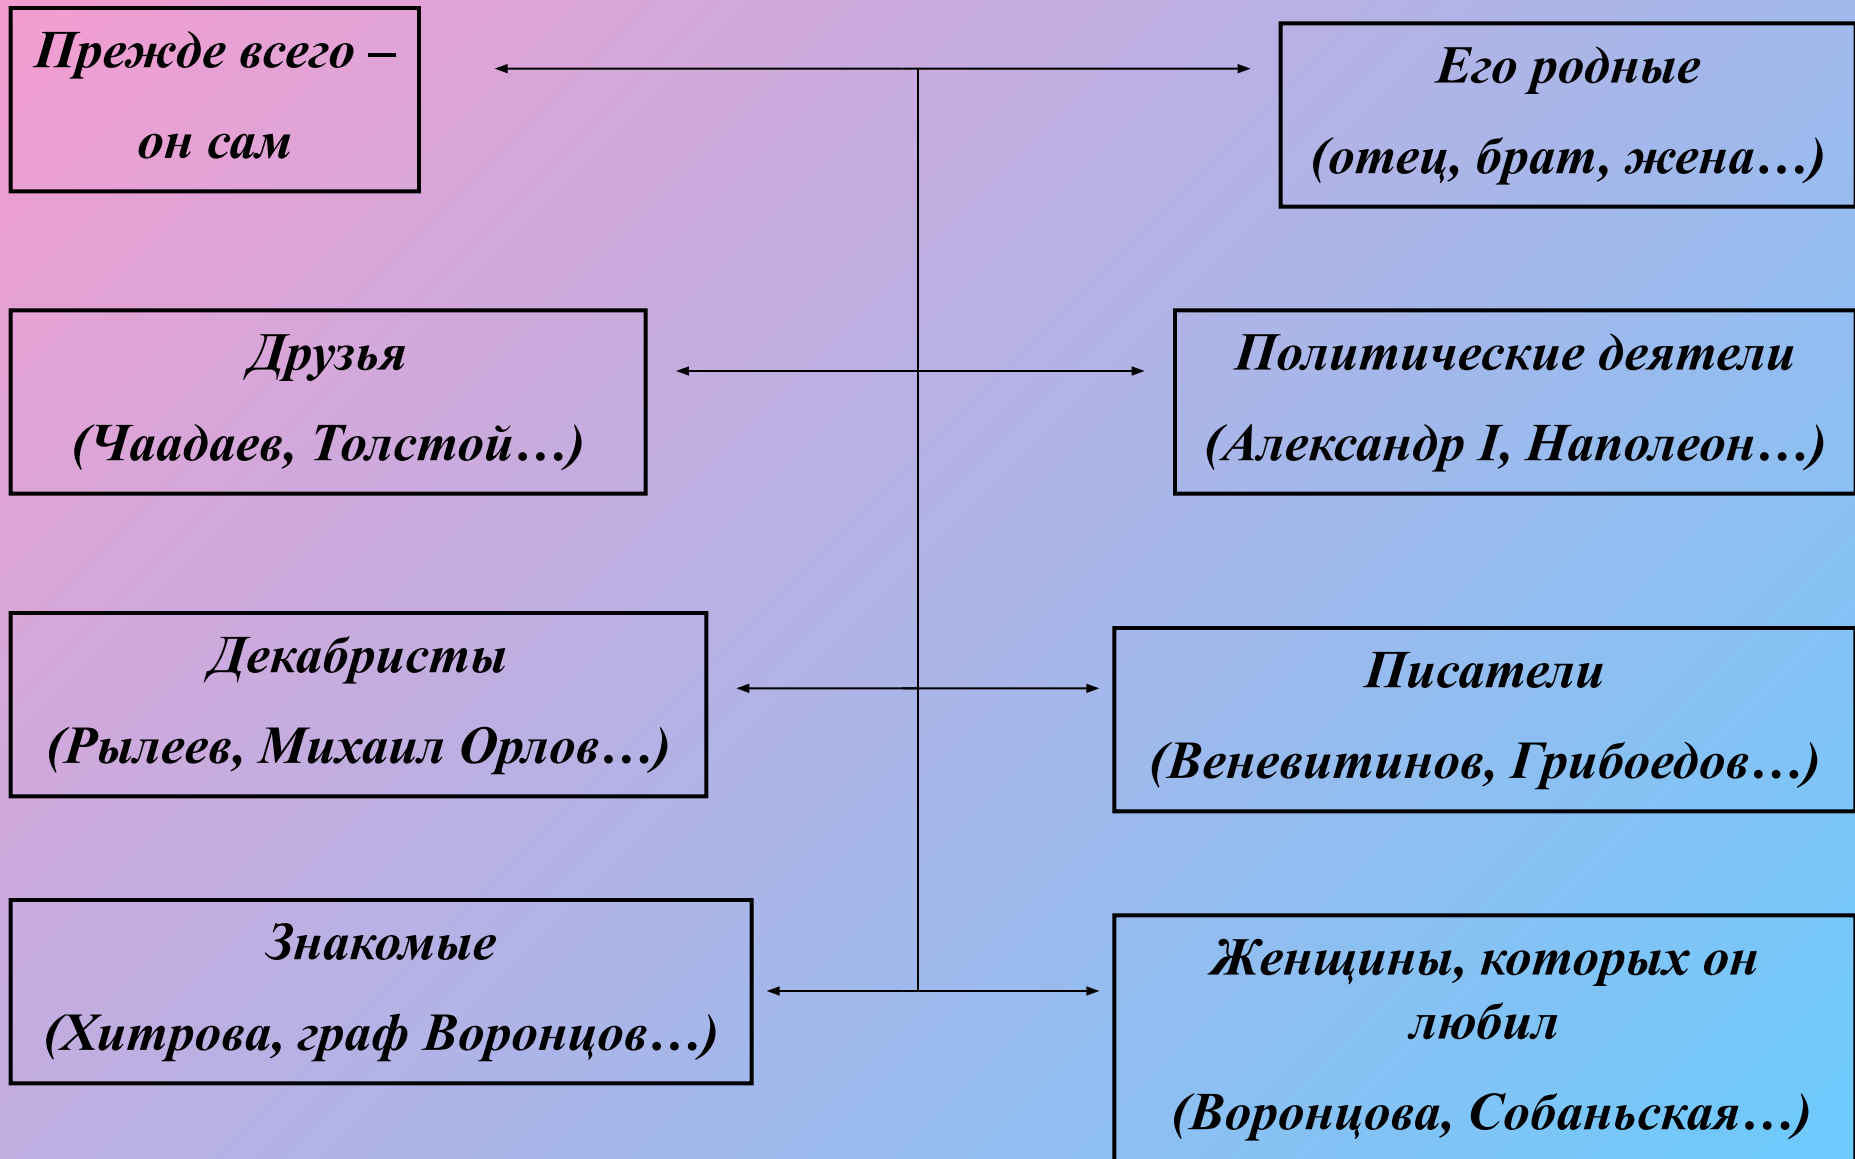 Прежде всего –
он сам
Его родные
(отец, брат, жена…)
Друзья
(Чаадаев, Толстой…)
Политические деятели
(Александр I, Наполеон…)
Декабристы
(Рылеев, Михаил Орлов…)
Писатели
(Веневитинов, Грибоедов…)
Знакомые
(Хитрова, граф Воронцов…)
Женщины, которых он
любил
(Воронцова, Собаньская…)